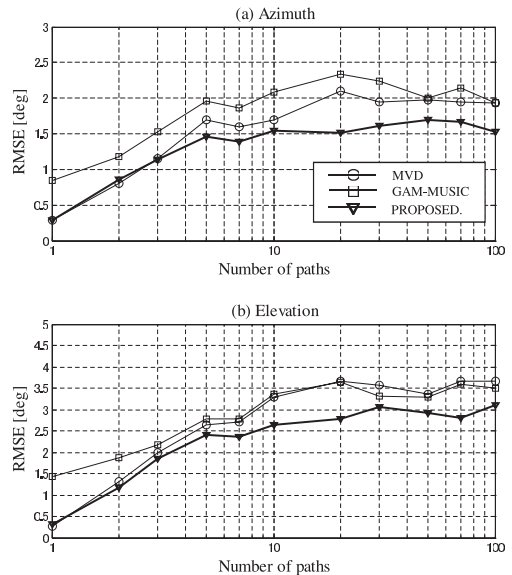 (a) Azimuth
3
2.5
2
1.5
1
0.5
0
RMSE [deg]
MVD
GAM-MUSIC
PROPOSED.
1
10
100
Number of paths
(b) Elevation
5
4.5
4
3.5
3
2.5
2
1.5
1
0.5
0
RMSE [deg]
1
10
100
Number of paths